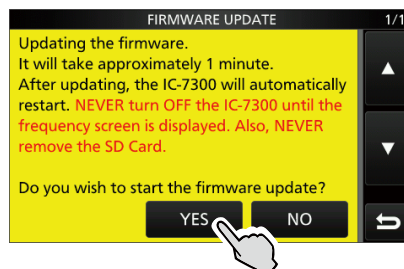 FIRMWARE UPDATE 1/1
Updating the firmware.
It will take approximately 1 minute.
After updating, the IC-7300 will automatically
restart. NEVER turn OFF the IC-7300 until the
frequency screen is displayed. Also, NEVER
remove the SD Card.
Do you wish to start the firmware update?
YES NO